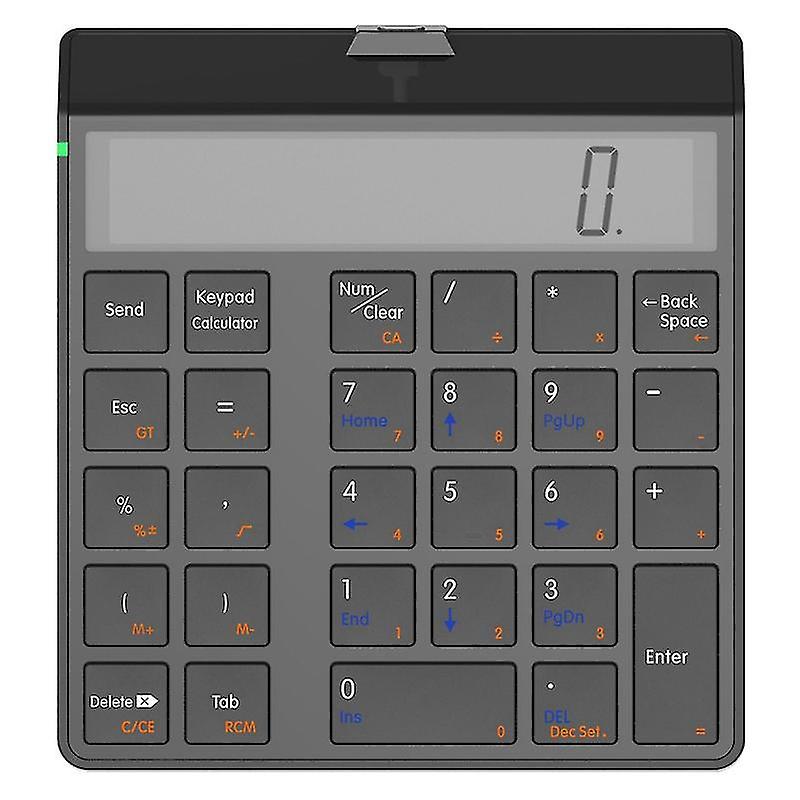 0.
Send
Keypad
Calculator
Num/Clear
CA
/
÷
*
x
←Back
Space
←
Esc
GT
=
+/-
7
Home
7
8
↑
8
9
PgUp
9
-
-
%
%±
,
√
4
←
4
5
5
6
→
6
+
+
(
M+
)
M-
1
End
1
2
↓
2
3
PgDn
3
Enter
=
Delete
C/CE
Tab
RCM
0
Ins
0
.
DEL
Dec Set.